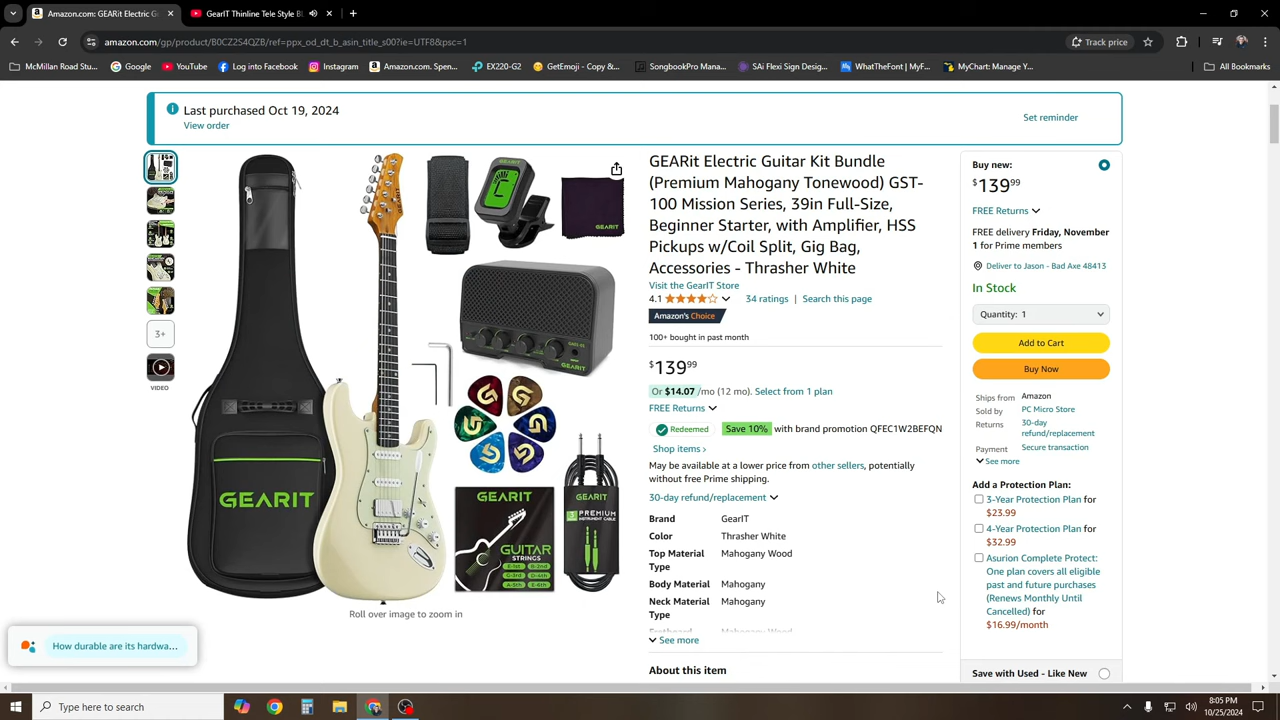 Amazon.com: GEARit Electric Gu
GearIT Thinline Tele Style B
amazon.com/gp/product/B0CZ2S4QZB/ref=ppx_od_dt_b_asin_title_s00?ie=UTF8&psc=1
Track price
McMillan Road Stu...
Google
YouTube
Log into Facebook
Instagram
Amazon.com. Spen...
EX220-G2
GetEmoji - Copy &...
SongbookPro Mana...
SAi Flexi Sign Desig...
WhatTheFont | MyF...
MyChart: Manage Y...
All Bookmarks
Last purchased Oct 19, 2024
View order
Set reminder
3+
VIDEO
GEARIT
GEARIT
GEARIT
GUITAR
STRINGS
GEARIT
PREMIUM
INSTRUMENT CABLE
Roll over image to zoom in
GEARit Electric Guitar Kit Bundle
(Premium Mahogany Tonewood) GST-
100 Mission Series, 39in Full-Size,
Beginner Starter, with Amplifier, HSS
Pickups w/Coil Split, Gig Bag,
Accessories - Thrasher White
Visit the GearIT Store
4.1
34 ratings | Search this page
Amazon's Choice
100+ bought in past month
$139 99
Or $14.07 /mo (12 mo). Select from 1 plan
FREE Returns
Redeemed Save 10% with brand promotion QFEC1W2BEFQN
Shop items ›
May be available at a lower price from other sellers, potentially
without free Prime shipping.
30-day refund/replacement
Brand GearIT
Color Thrasher White
Top Material Mahogany Wood
Type
Body Material Mahogany
Neck Material Mahogany
Type
See more
About this item
Buy new:
$139 99
FREE Returns
FREE delivery Friday, November
1 for Prime members
Deliver to Jason - Bad Axe 48413
In Stock
Quantity: 1
Add to Cart
Buy Now
Ships from Amazon
Sold by PC Micro Store
Returns 30-day
refund/replacement
Payment Secure transaction
See more
Add a Protection Plan:
3-Year Protection Plan for
$23.99
4-Year Protection Plan for
$32.99
Asurion Complete Protect:
One plan covers all eligible
past and future purchases
(Renews Monthly Until
Cancelled) for
$16.99/month
Save with Used - Like New
How durable are its hardwa...
Type here to search
8:05 PM
10/25/2024